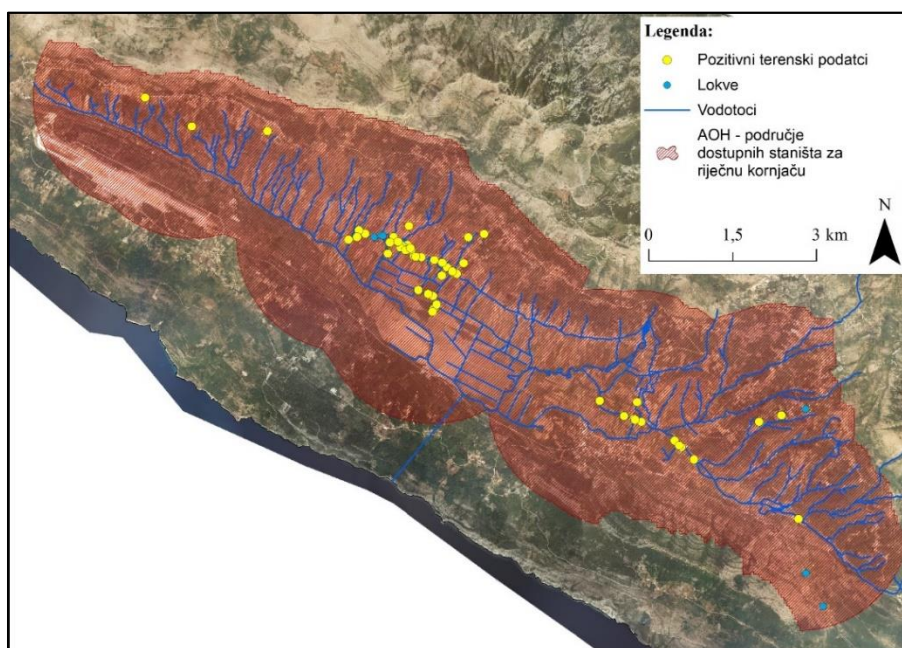 Legenda:
Pozitivni terenski podatci
Lokve
Vodotoci
AOH - područje
dostupnih staništa za
riječnu kornjaču
N
0 1,5 3 km